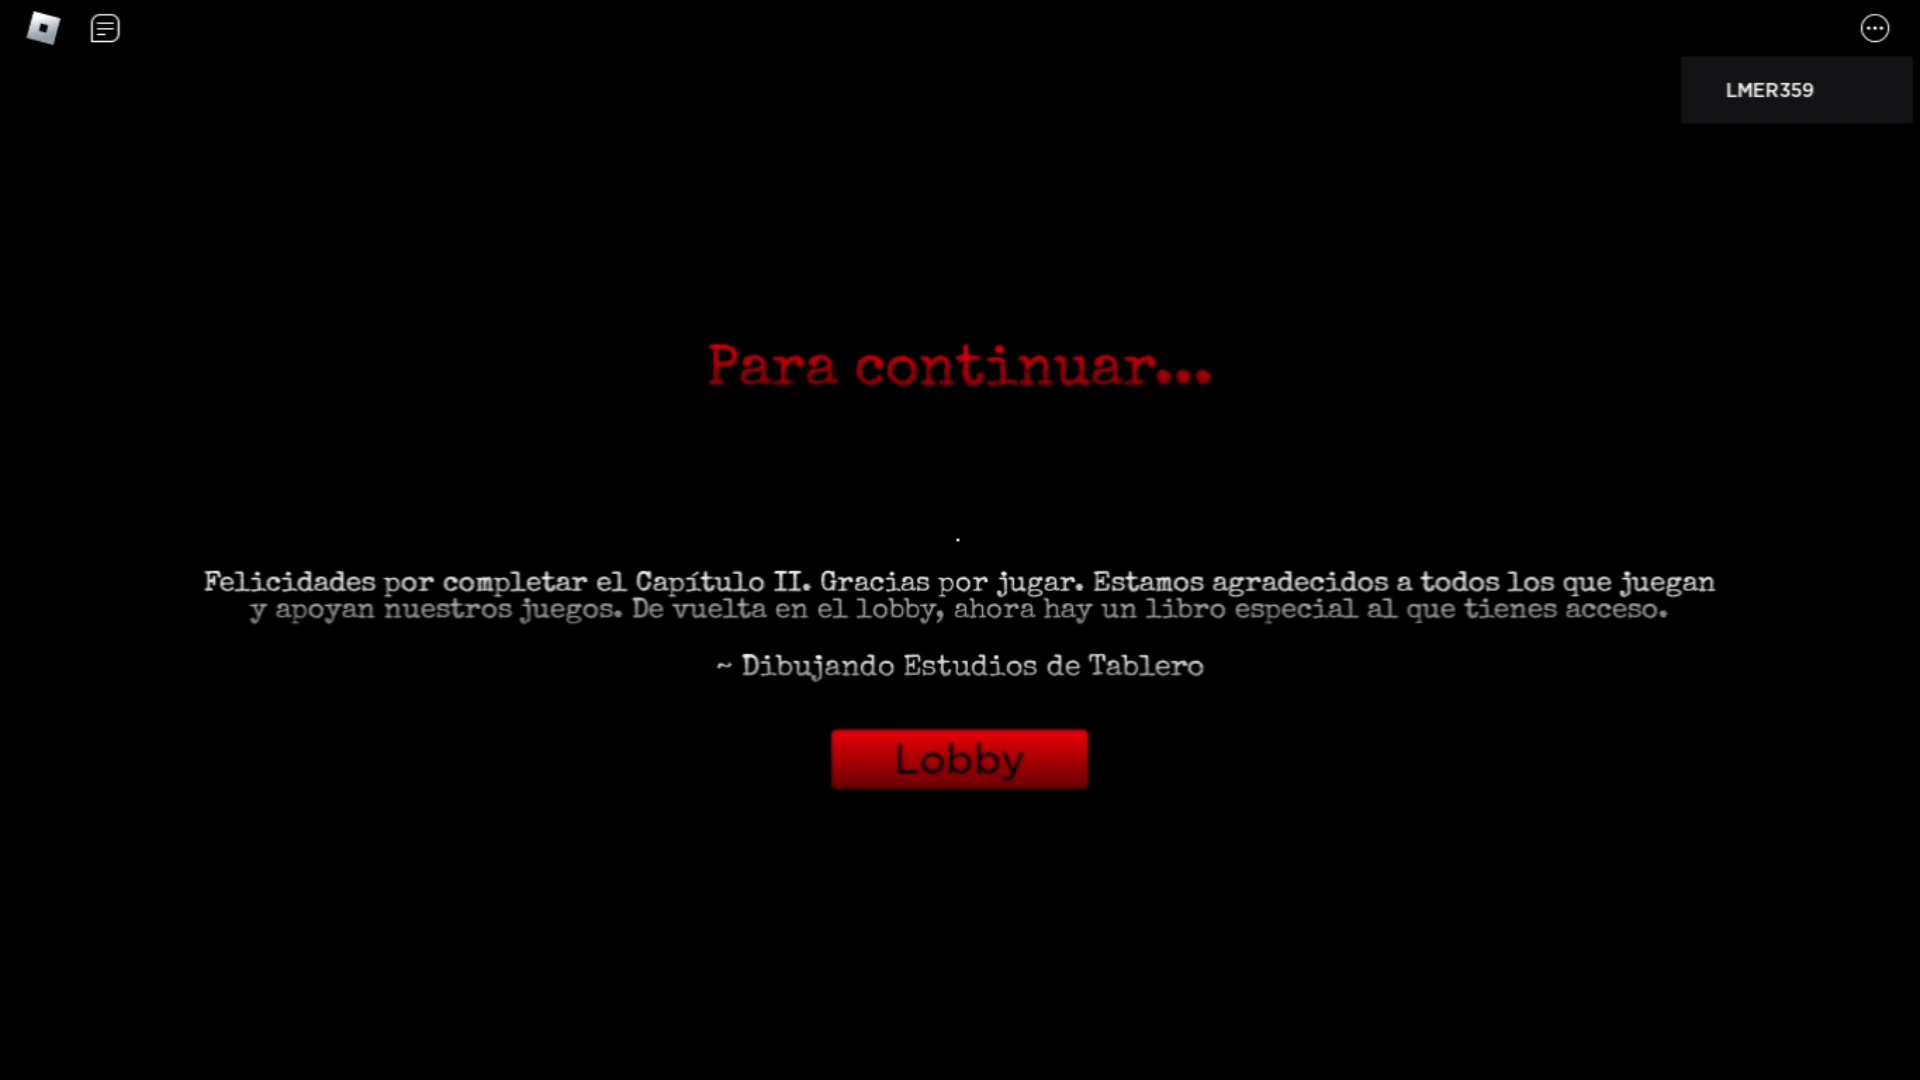 LMER359
Para continuar...
Felicidades por completar el Capítulo II. Gracias por jugar. Estamos agradecidos a todos los que juegan
y apoyan nuestros juegos. De vuelta en el lobby, ahora hay un libro especial al que tienes acceso.
~ Dibujando Estudios de Tablero
Lobby